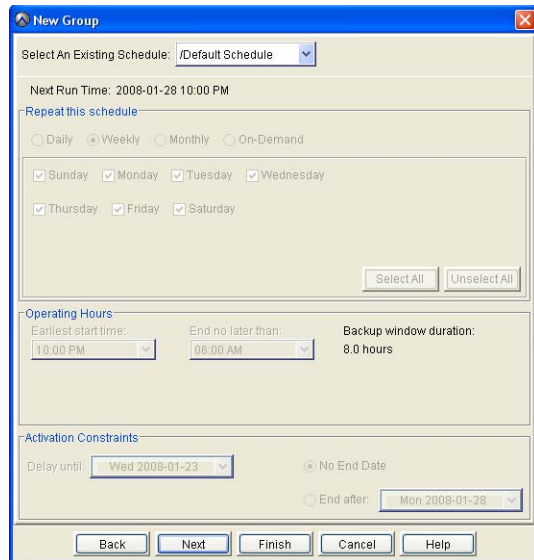 New Group
Select An Existing Schedule: /Default Schedule
Next Run Time: 2008-01-28 10:00 PM
Repeat this schedule
Daily Weekly Monthly On-Demand
Sunday Monday Tuesday Wednesday
Thursday Friday Saturday
Select All Unselect All
Operating Hours
Earliest start time: End no later than: Backup window duration:
10:00 PM 06:00 AM 8.0 hours
Activation Constraints
Delay until: Wed 2008-01-23 No End Date
End after: Mon 2008-01-28
Back Next Finish Cancel Help